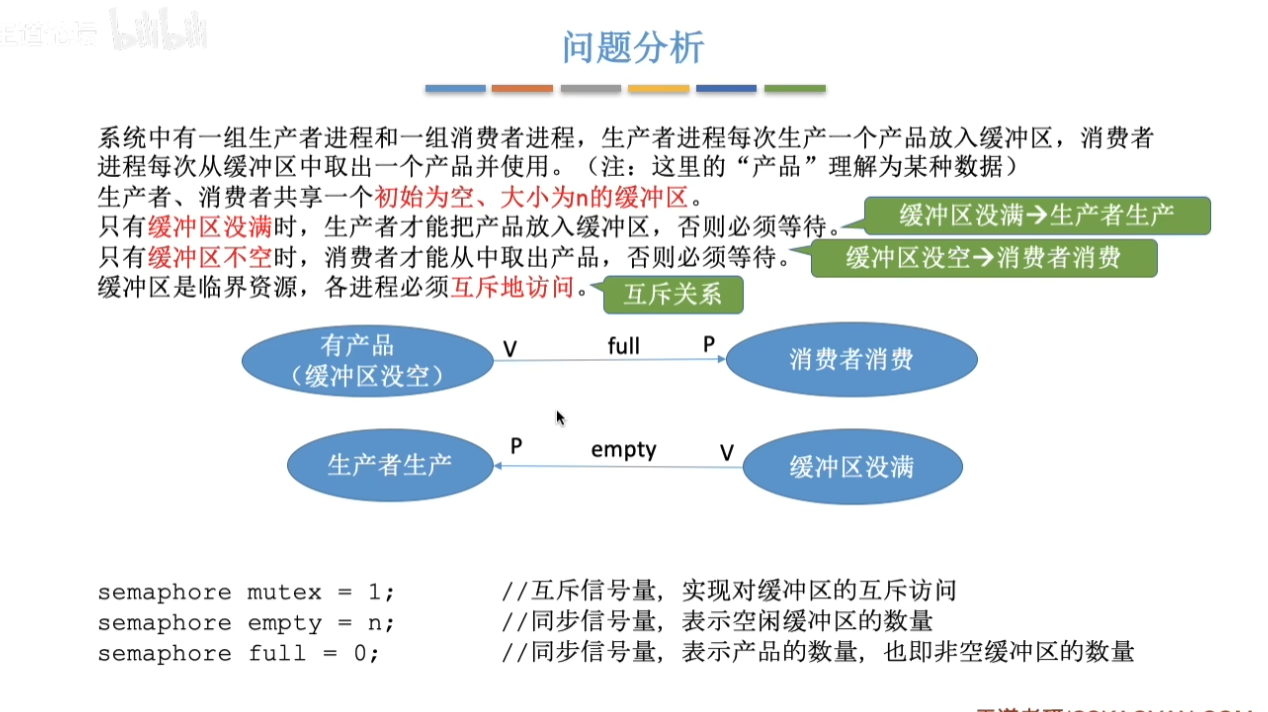 bilibili
问题分析
系统中有一组生产者进程和一组消费者进程，生产者进程每次生产一个产品放入缓冲区，消费者
进程每次从缓冲区中取出一个产品并使用。（注：这里的“产品”理解为某种数据）
生产者、消费者共享一个初始为空、大小为n的缓冲区。
只有缓冲区没满时，生产者才能把产品放入缓冲区，否则必须等待。
缓冲区没满→生产者生产
只有缓冲区不空时，消费者才能从中取出产品，否则必须等待。
缓冲区没空→消费者消费
缓冲区是临界资源，各进程必须互斥地访问。
互斥关系
有产品
（缓冲区没空）
V full P
消费者消费
生产者生产
P empty V
缓冲区没满
semaphore mutex = 1; //互斥信号量，实现对缓冲区的互斥访问
semaphore empty = n; //同步信号量，表示空闲缓冲区的数量
semaphore full = 0; //同步信号量，表示产品的数量，也即非空缓冲区的数量